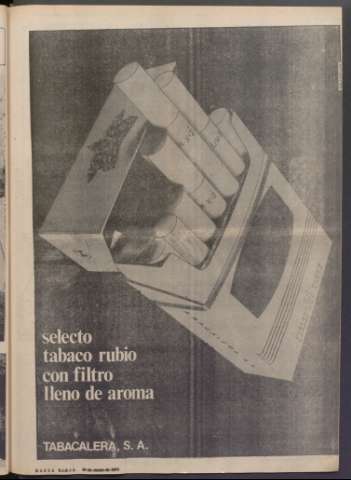 selecto
tabaco rubio
con filtro
lleno de aroma
TABACALERA, S. A.